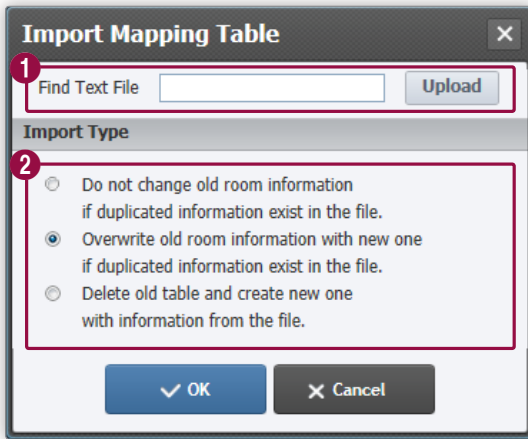 Import Mapping Table
1
Find Text File Upload
Import Type
2
Do not change old room information
if duplicated information exist in the file.
Overwrite old room information with new one
if duplicated information exist in the file.
Delete old table and create new one
with information from the file.
OK Cancel